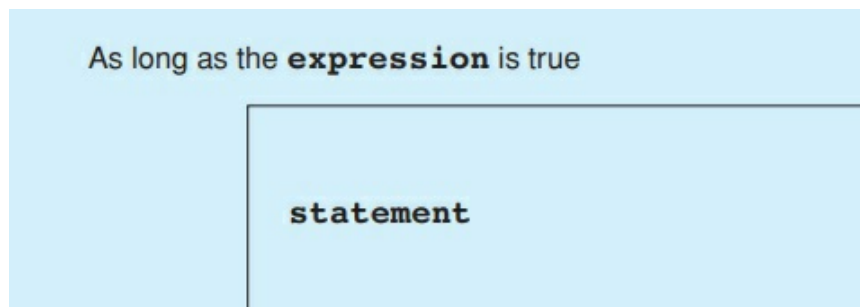 As long as the expression is true
statement